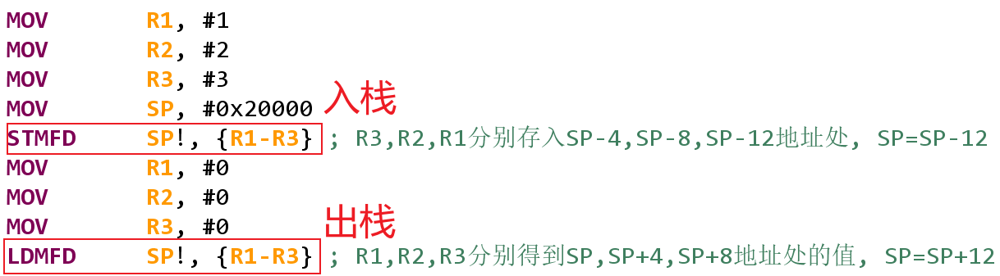 MOV R1, #1
MOV R2, #2
MOV R3, #3
入栈
MOV SP, #0x20000
STMFD SP!, {R1-R3} ; R3,R2,R1分别存入SP-4,SP-8,SP-12地址处, SP=SP-12
MOV R1, #0
MOV R2, #0
MOV R3, #0
出栈
LDMFD SP!, {R1-R3} ; R1,R2,R3分别得到SP,SP+4,SP+8地址处的值, SP=SP+12